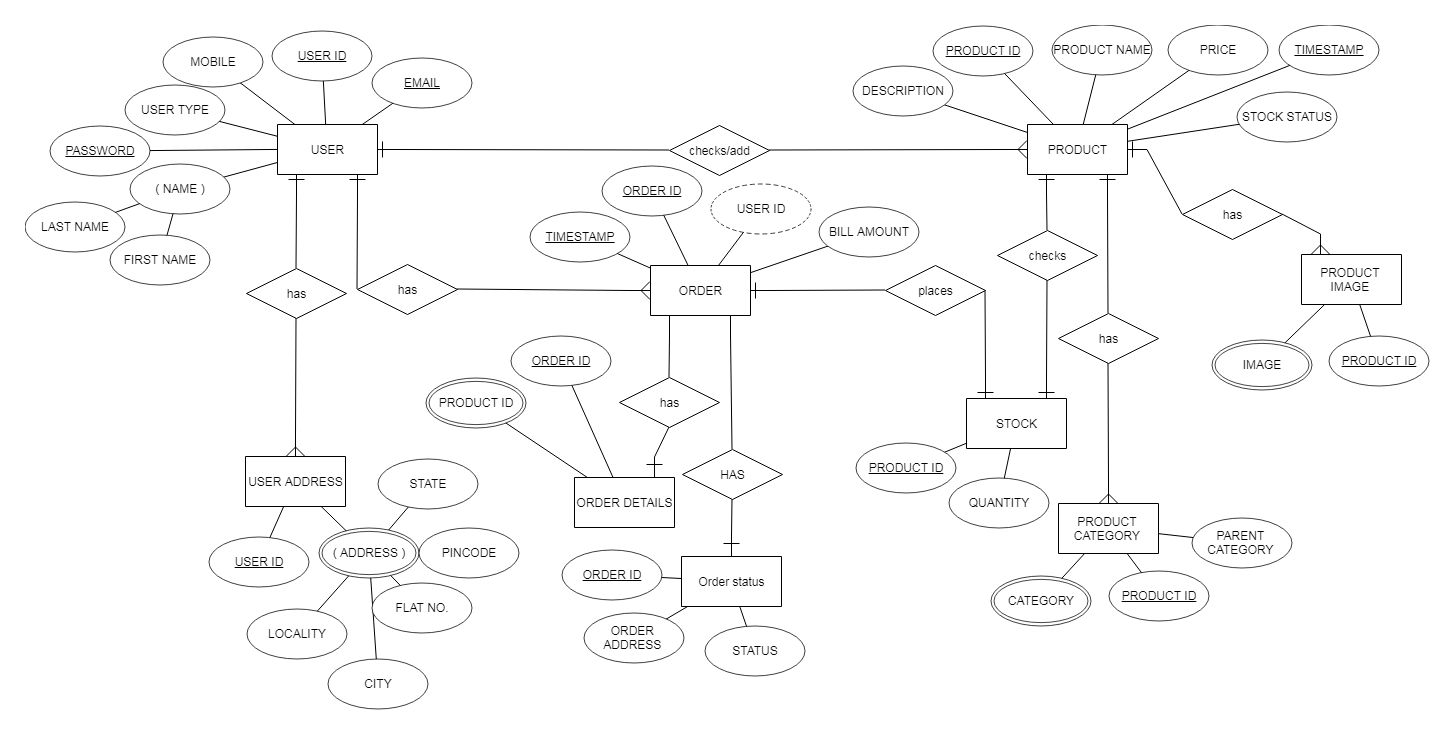 USER ID
MOBILE
EMAIL
USER TYPE
PASSWORD
USER
( NAME )
LAST NAME
FIRST NAME
checks/add
PRODUCT ID
PRODUCT NAME
PRICE
TIMESTAMP
DESCRIPTION
STOCK STATUS
PRODUCT
ORDER ID
USER ID
TIMESTAMP
BILL AMOUNT
has
has
ORDER
places
checks
has
has
PRODUCT
IMAGE
IMAGE
PRODUCT ID
ORDER ID
PRODUCT ID
has
HAS
STOCK
PRODUCT ID
QUANTITY
USER ADDRESS
STATE
USER ID
( ADDRESS )
PINCODE
FLAT NO.
LOCALITY
CITY
ORDER DETAILS
ORDER ID
Order status
ORDER
ADDRESS
STATUS
PRODUCT
CATEGORY
PARENT
CATEGORY
CATEGORY
PRODUCT ID